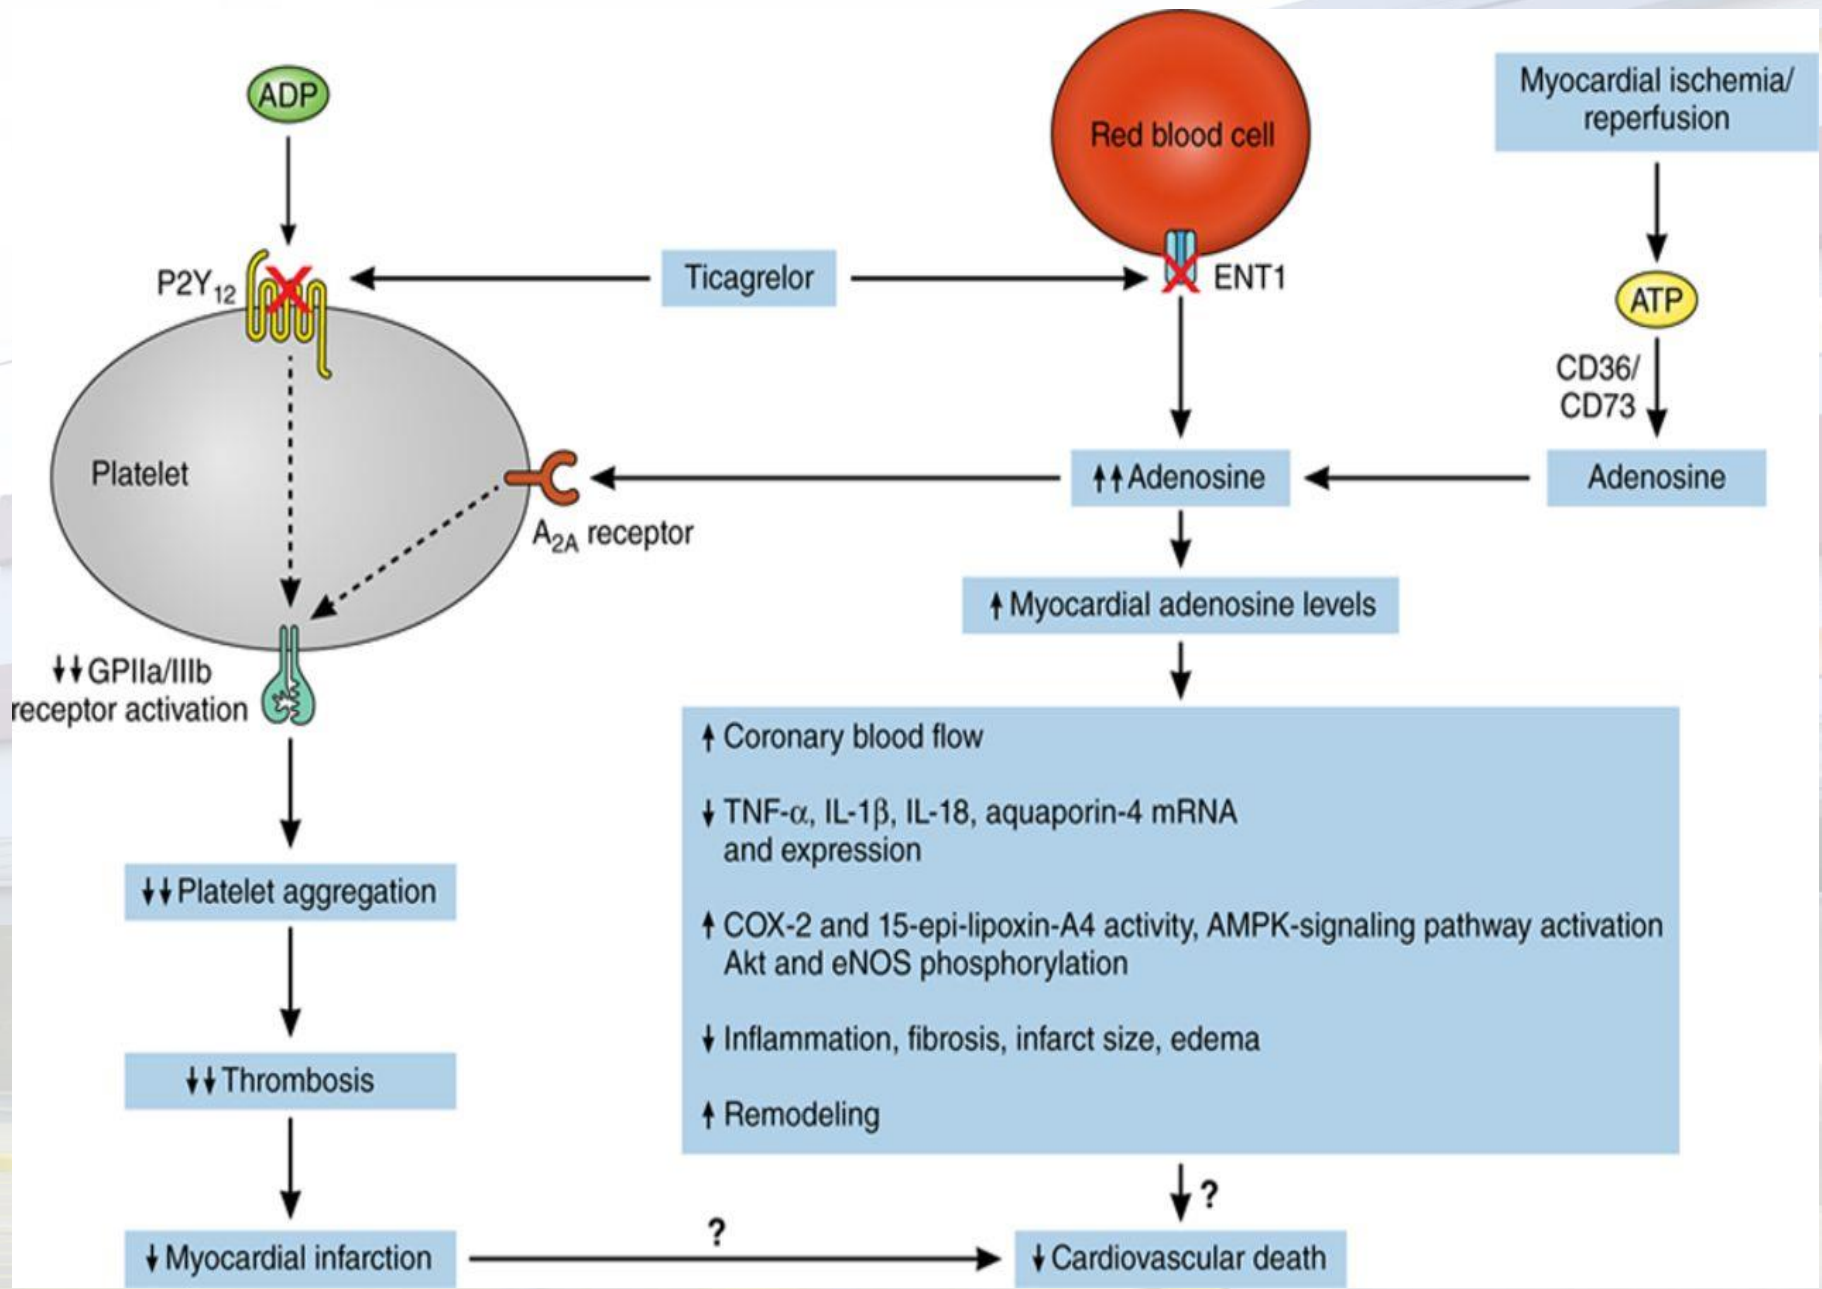 ADP
Red blood cell
Myocardial ischemia/
reperfusion
P2Y12
Ticagrelor
ENT1
ATP
CD36/
CD73
Platelet
↑↑Adenosine
Adenosine
A2A receptor
↑Myocardial adenosine levels
↓↓GPIIa/IIIb
receptor activation
↑ Coronary blood flow
↓ TNF-α, IL-1β, IL-18, aquaporin-4 mRNA
and expression
↑ COX-2 and 15-epi-lipoxin-A4 activity, AMPK-signaling pathway activation
Akt and eNOS phosphorylation
↓ Inflammation, fibrosis, infarct size, edema
↑ Remodeling
↓↓Platelet aggregation
↓↓Thrombosis
?
?
↓Myocardial infarction
↓Cardiovascular death